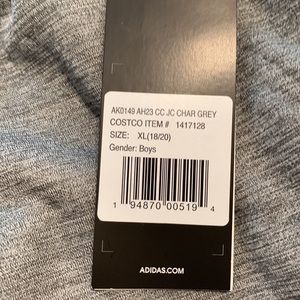 AK0149 AH23 CC JC CHAR GREY
COSTCO ITEM # 1417128
SIZE: XL(18/20)
Gender: Boys
1 94870 00519 4
ADIDAS.COM